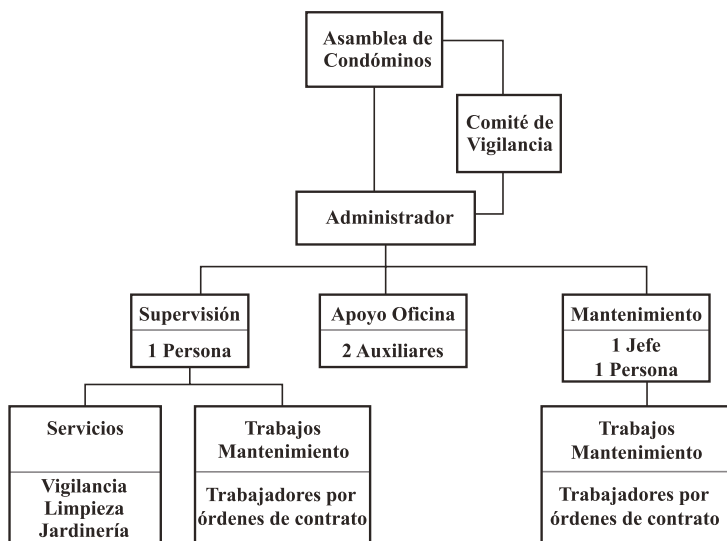 Asamblea de
Condóminos
Comité de
Vigilancia
Administrador
Supervisión
1 Persona
Apoyo Oficina
2 Auxiliares
Mantenimiento
1 Jefe
1 Persona
Servicios
Vigilancia
Limpieza
Jardinería
Trabajos
Mantenimiento
Trabajadores por
órdenes de contrato
Trabajos
Mantenimiento
Trabajadores por
órdenes de contrato